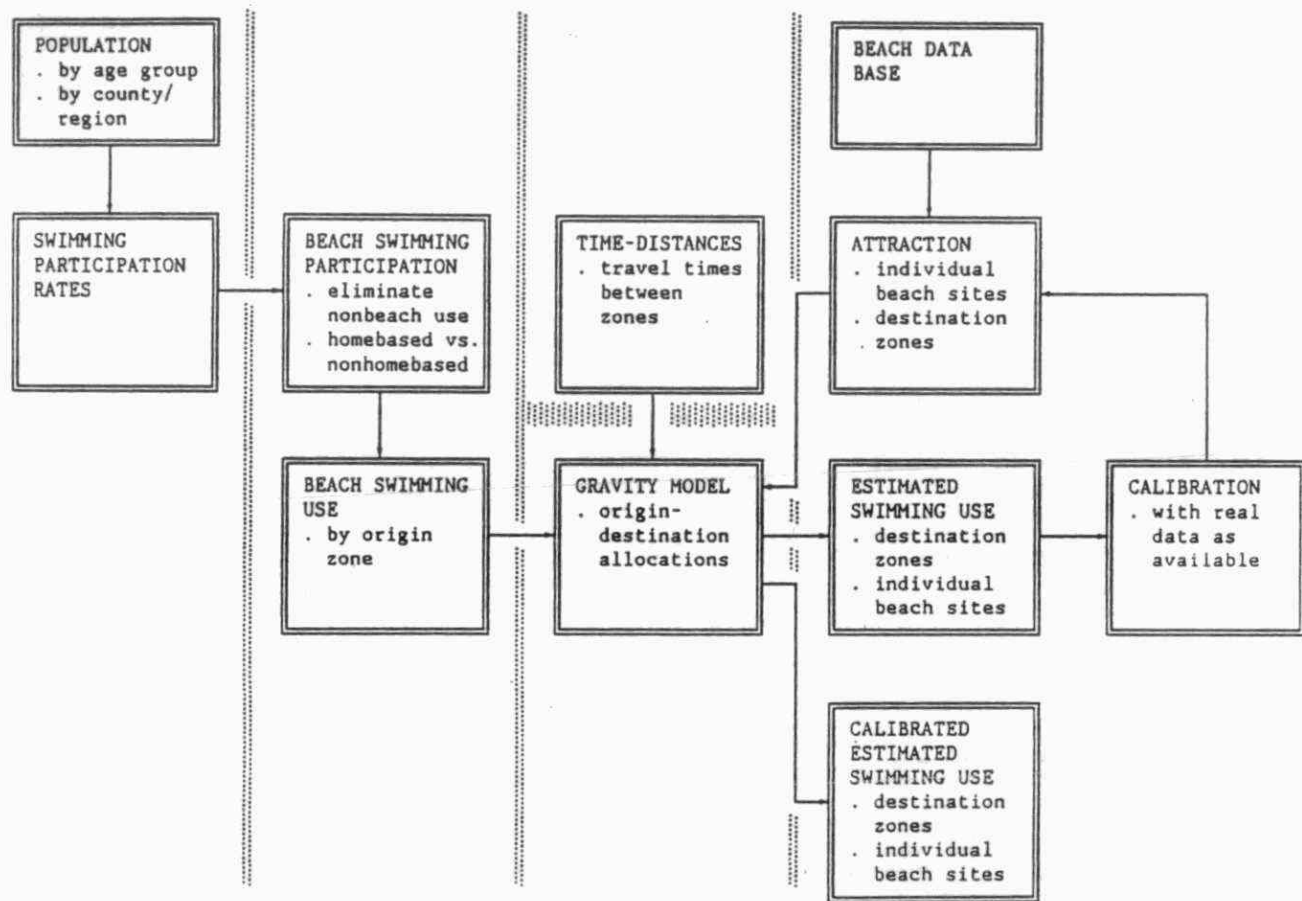 POPULATION
. by age group
. by county/
region
BEACH DATA
BASE
SWIMMING
PARTICIPATION
RATES
BEACH SWIMMING
PARTICIPATION
. eliminate
nonbeach use
. homebased vs.
nonhomebased
TIME-DISTANCES
. travel times
between
zones
ATTRACTION
. individual
beach sites
. destination
. zones
BEACH SWIMMING
USE
. by origin
zone
GRAVITY MODEL
. origin-
destination
allocations
ESTIMATED
SWIMMING USE
. destination
zones
. individual
beach sites
CALIBRATION
. with real
data as
available
CALIBRATED
ESTIMATED
SWIMMING USE
. destination
zones
. individual
beach sites